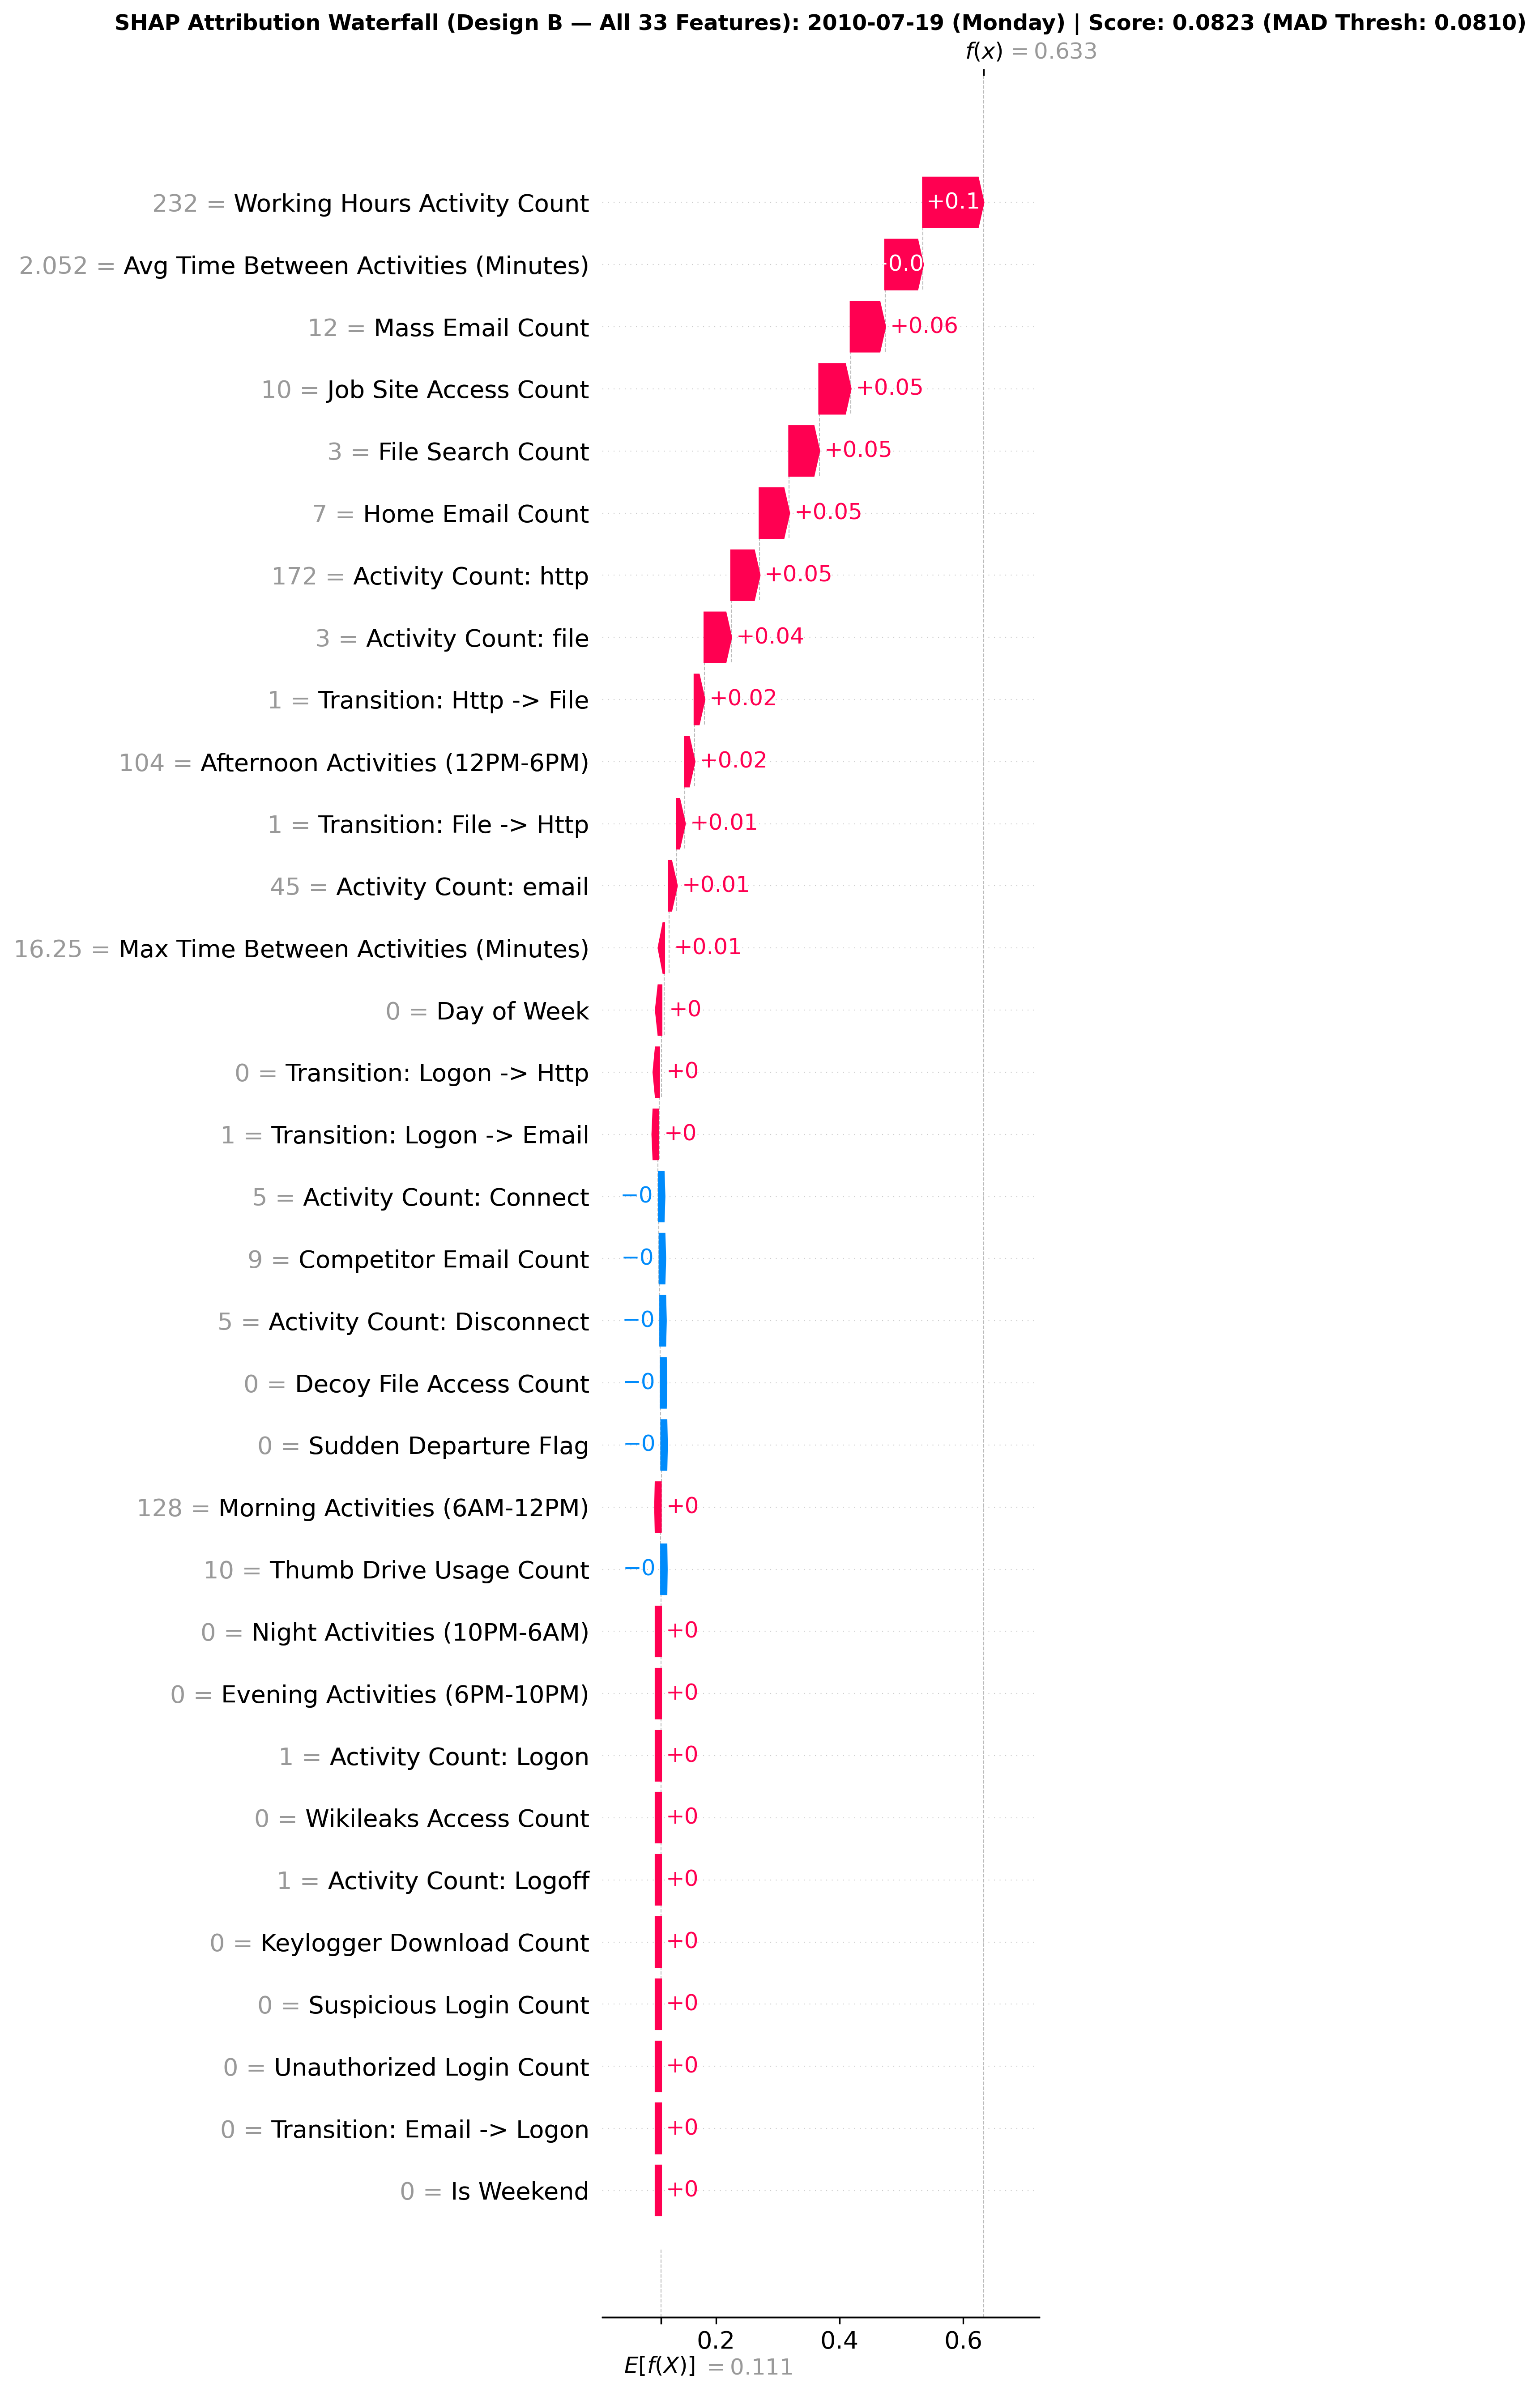 SHAP Attribution Waterfall (Design B — All 33 Features): 2010-07-19 (Monday) | Score: 0.0823 (MAD Thresh: 0.0810)
f(x) = 0.633
232 = Working Hours Activity Count +0.1
2.052 = Avg Time Between Activities (Minutes)
12 = Mass Email Count +0.06
10 = Job Site Access Count +0.05
3 = File Search Count +0.05
7 = Home Email Count +0.05
172 = Activity Count: http +0.05
3 = Activity Count: file +0.04
1 = Transition: Http -> File +0.02
104 = Afternoon Activities (12PM-6PM) +0.02
1 = Transition: File -> Http +0.01
45 = Activity Count: email +0.01
16.25 = Max Time Between Activities (Minutes) +0.01
0 = Day of Week +0
0 = Transition: Logon -> Http +0
1 = Transition: Logon -> Email +0
5 = Activity Count: Connect −0
9 = Competitor Email Count −0
5 = Activity Count: Disconnect −0
0 = Decoy File Access Count −0
0 = Sudden Departure Flag −0
128 = Morning Activities (6AM-12PM) +0
10 = Thumb Drive Usage Count −0
0 = Night Activities (10PM-6AM) +0
0 = Evening Activities (6PM-10PM) +0
1 = Activity Count: Logon +0
0 = Wikileaks Access Count +0
1 = Activity Count: Logoff +0
0 = Keylogger Download Count +0
0 = Suspicious Login Count +0
0 = Unauthorized Login Count +0
0 = Transition: Email -> Logon +0
0 = Is Weekend +0
0.2 0.4 0.6
E[f(X)] = 0.111